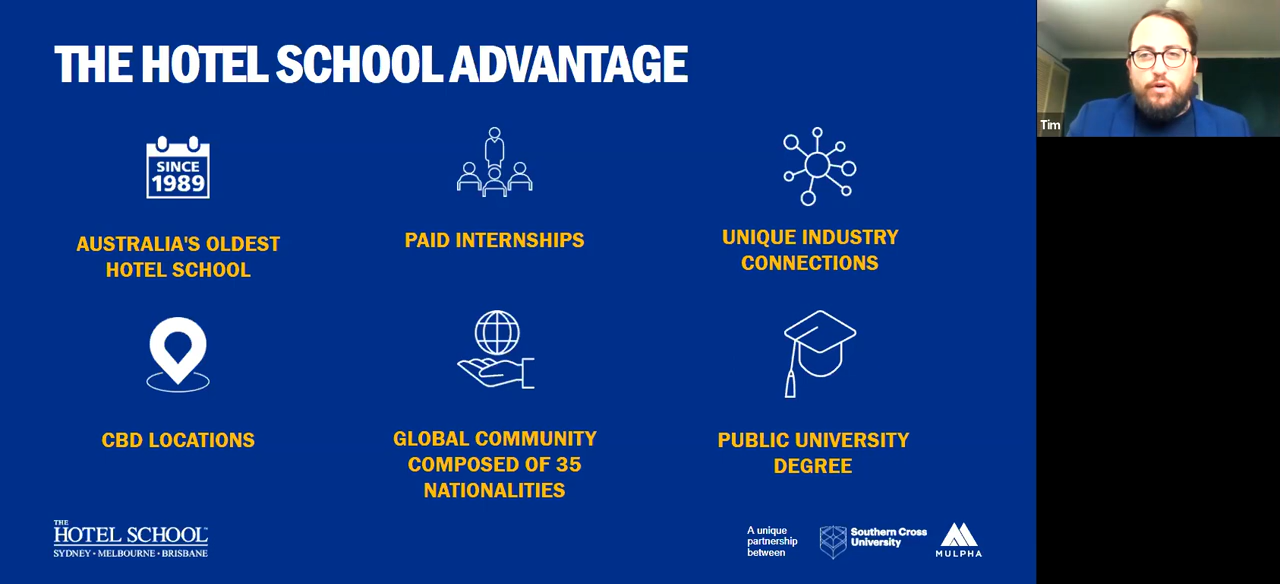 THE HOTEL SCHOOL ADVANTAGE
Tim
SINCE
1989
AUSTRALIA'S OLDEST
HOTEL SCHOOL
PAID INTERNSHIPS
UNIQUE INDUSTRY
CONNECTIONS
CBD LOCATIONS
GLOBAL COMMUNITY
COMPOSED OF 35
NATIONALITIES
PUBLIC UNIVERSITY
DEGREE
THE
HOTEL SCHOOL™
SYDNEY • MELBOURNE • BRISBANE
A unique
partnership
between
Southern Cross
University
MULPHA